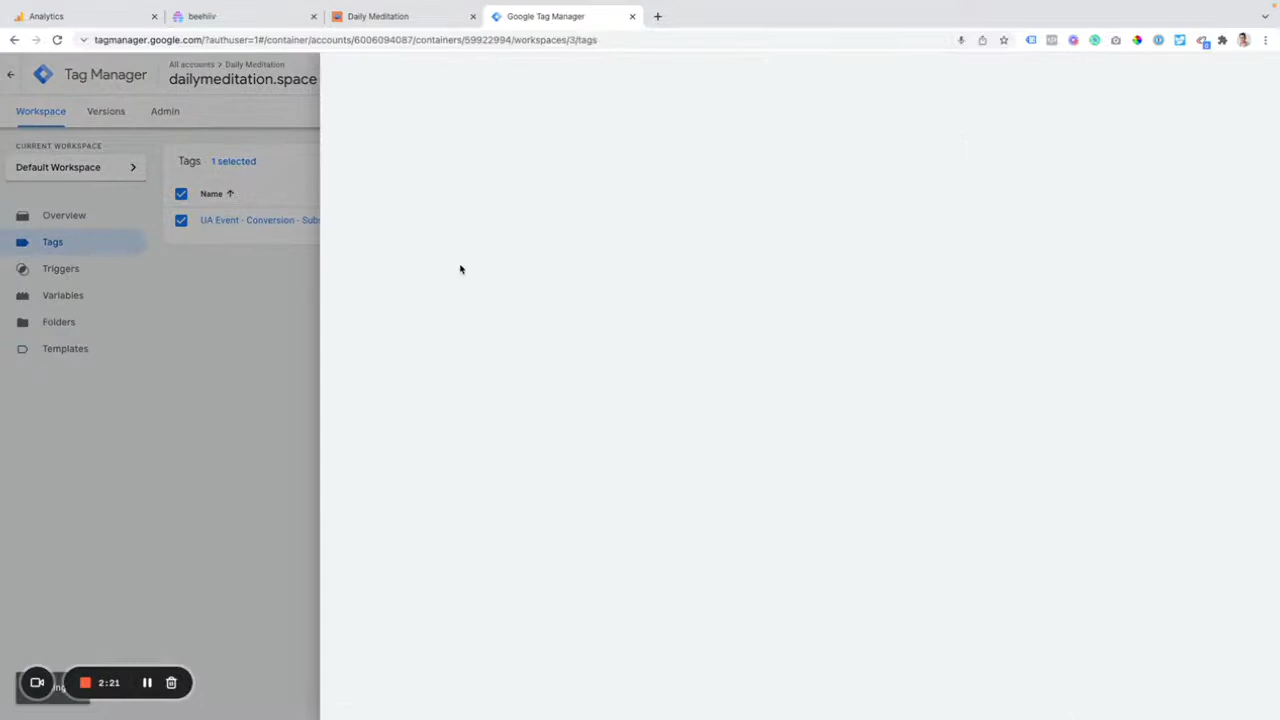 Analytics
beehiiv
Daily Meditation
Google Tag Manager
tagmanager.google.com/?authuser=1#/container/accounts/6006094087/containers/59922994/workspaces/3/tags
Tag Manager
All accounts > Daily Meditation
dailymeditation.space
Workspace
Versions
Admin
CURRENT WORKSPACE
Default Workspace
Tags
1 selected
Name
UA Event - Conversion - Subs
Overview
Tags
Triggers
Variables
Folders
Templates
2:21